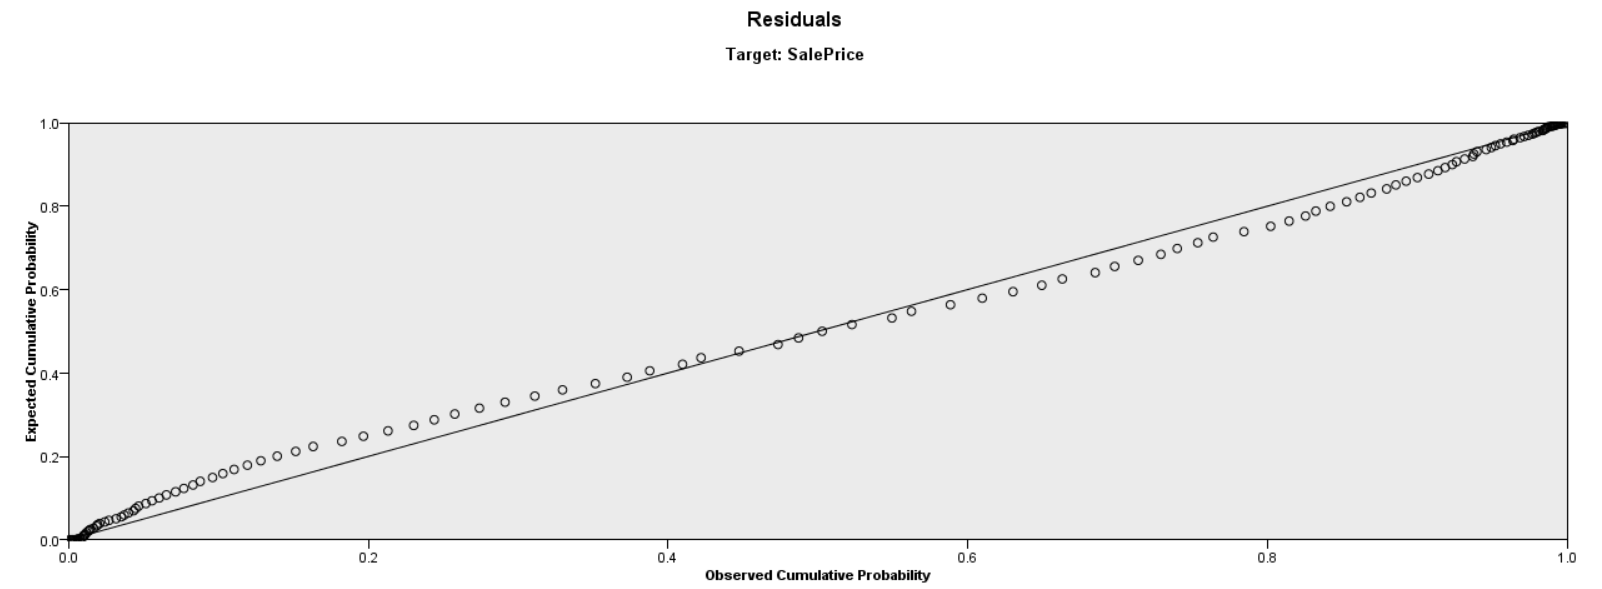 Residuals
Target: SalePrice
1.0
0.8
0.6
0.4
0.2
0.0
Expected Cumulative Probability
0.0 0.2 0.4 0.6 0.8 1.0
Observed Cumulative Probability